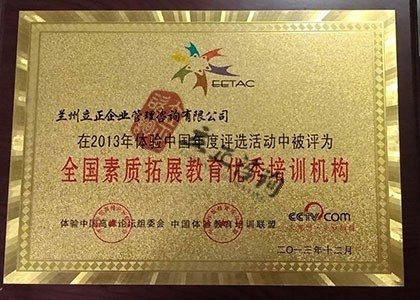 EETAC
兰州立正企业管理咨询有限公司
在2013年体验中国年度评选活动中被评为
全国素质拓展教育优秀培训机构
立正咨询
体验中国高峰论坛组委会 中国体验教育培训联盟
CCTV.com
二〇一三年十二月